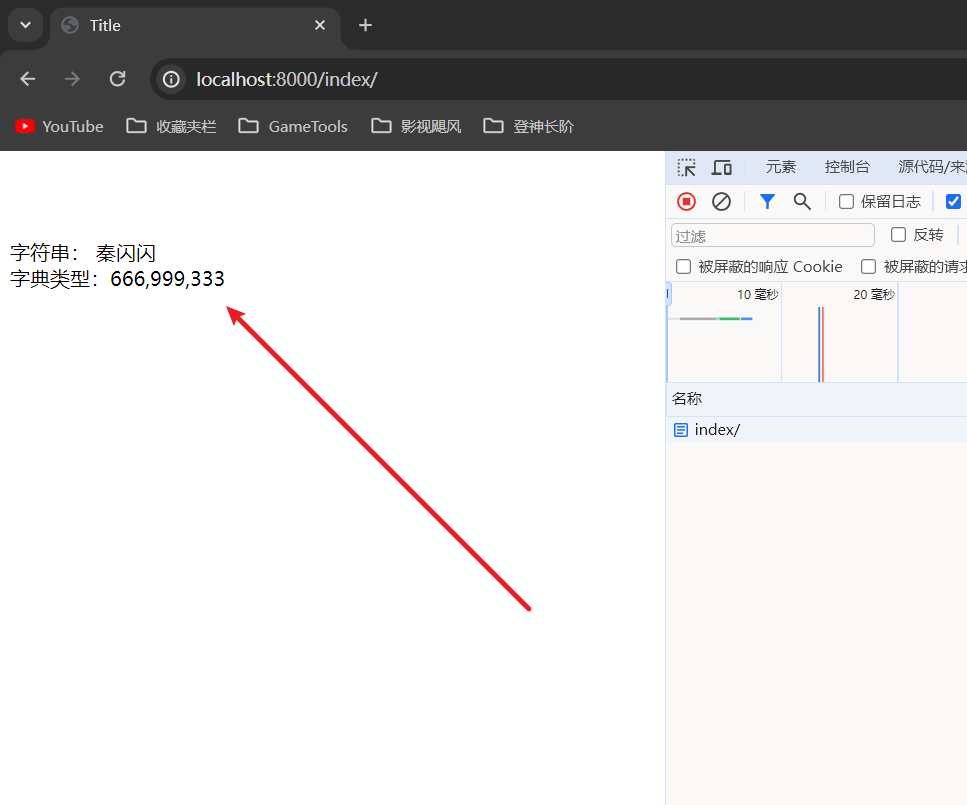 Title
localhost:8000/index/
YouTube 收藏夹栏 GameTools 影视飓风 登神长阶
元素 控制台 源代码/来
保留日志
过滤 反转
被屏蔽的响应 Cookie 被屏蔽的请求
10 毫秒 20 毫秒
名称
index/
字符串： 秦闪闪
字典类型：666,999,333